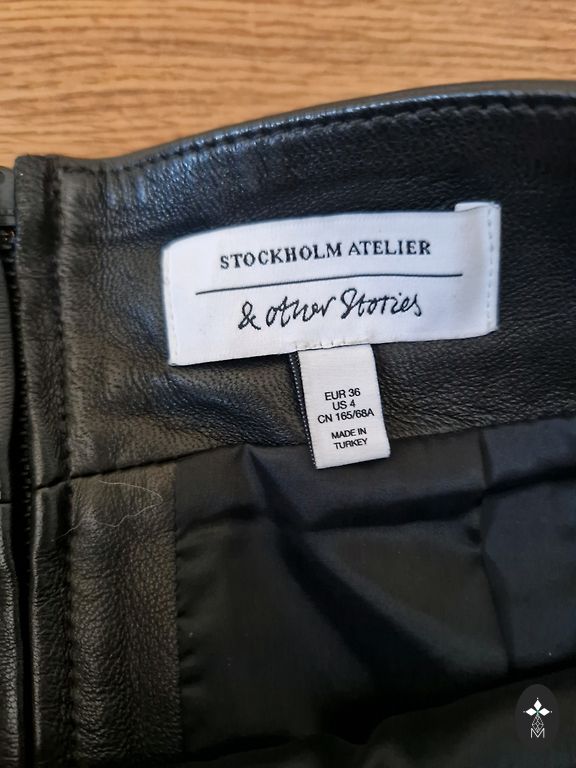 STOCKHOLM ATELIER
& other Stories
EUR 36
US 4
CN 165/68A
MADE IN
TURKEY
M